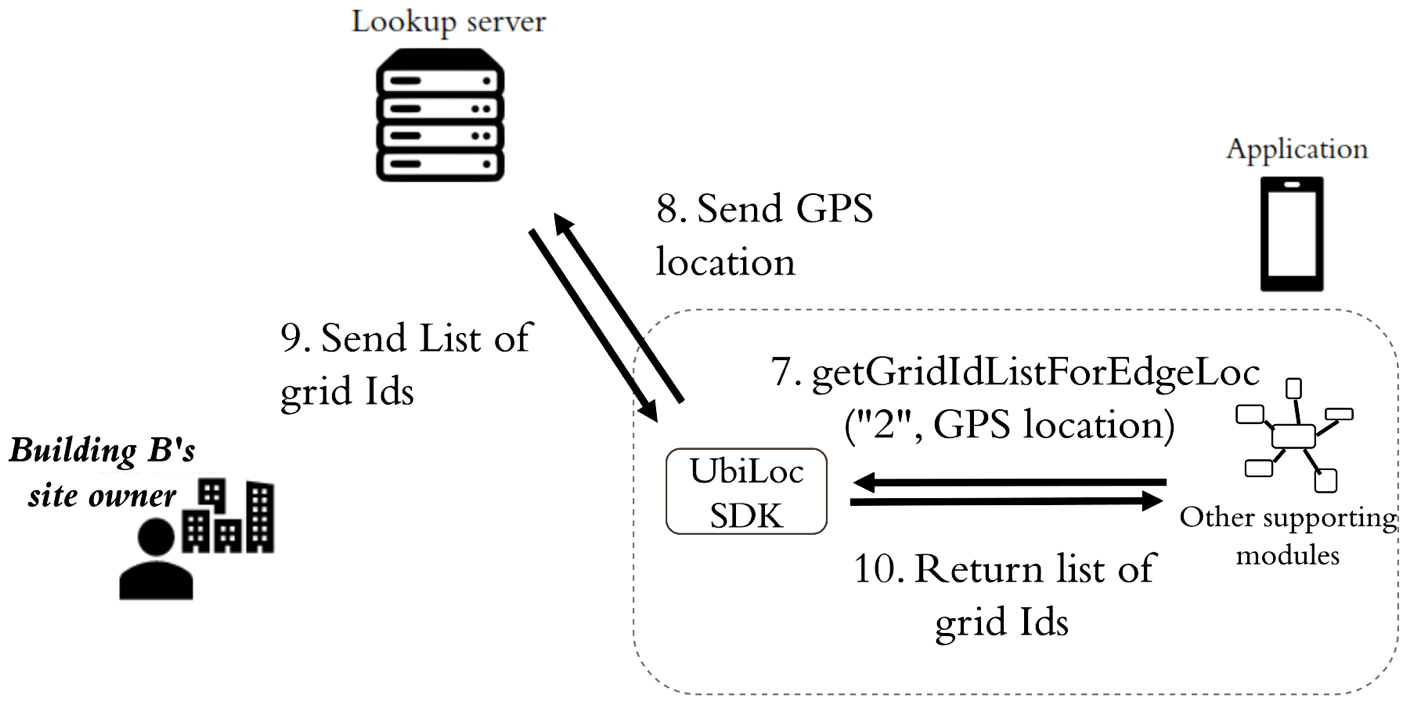 Lookup server
Application
8. Send GPS
location
9. Send List of
grid Ids
7. getGridIdListForEdgeLoc
("2", GPS location)
Building B's
site owner
UbiLoc
SDK
Other supporting
modules
10. Return list of
grid Ids